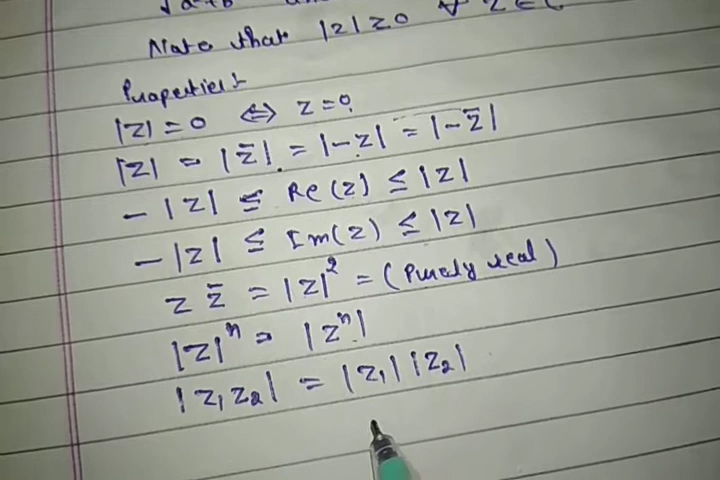 Note that |z| ≥ 0 ∀ z ∈ C
Properties:
|z| = 0 ⇔ z = 0
|z| = |z̄| = |-z| = |-z̄|
- |z| ≤ Re(z) ≤ |z|
- |z| ≤ Im(z) ≤ |z|
z z̄ = |z|² = (Purely real)
|z|ⁿ = |zⁿ|
|z₁z₂| = |z₁| |z₂|